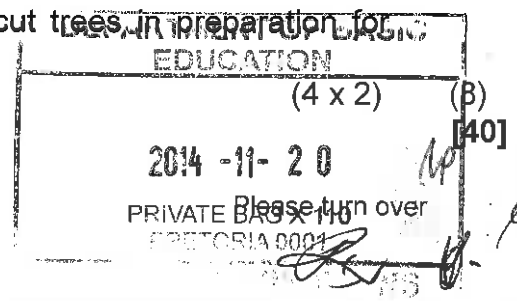 cut trees in preparation for
DEPARTMENT OF BASIC
EDUCATION
(4 x 2) (8)
[40]
2014 -11- 20
Please turn over
PRIVATE BAG X 110
PRETORIA 0001